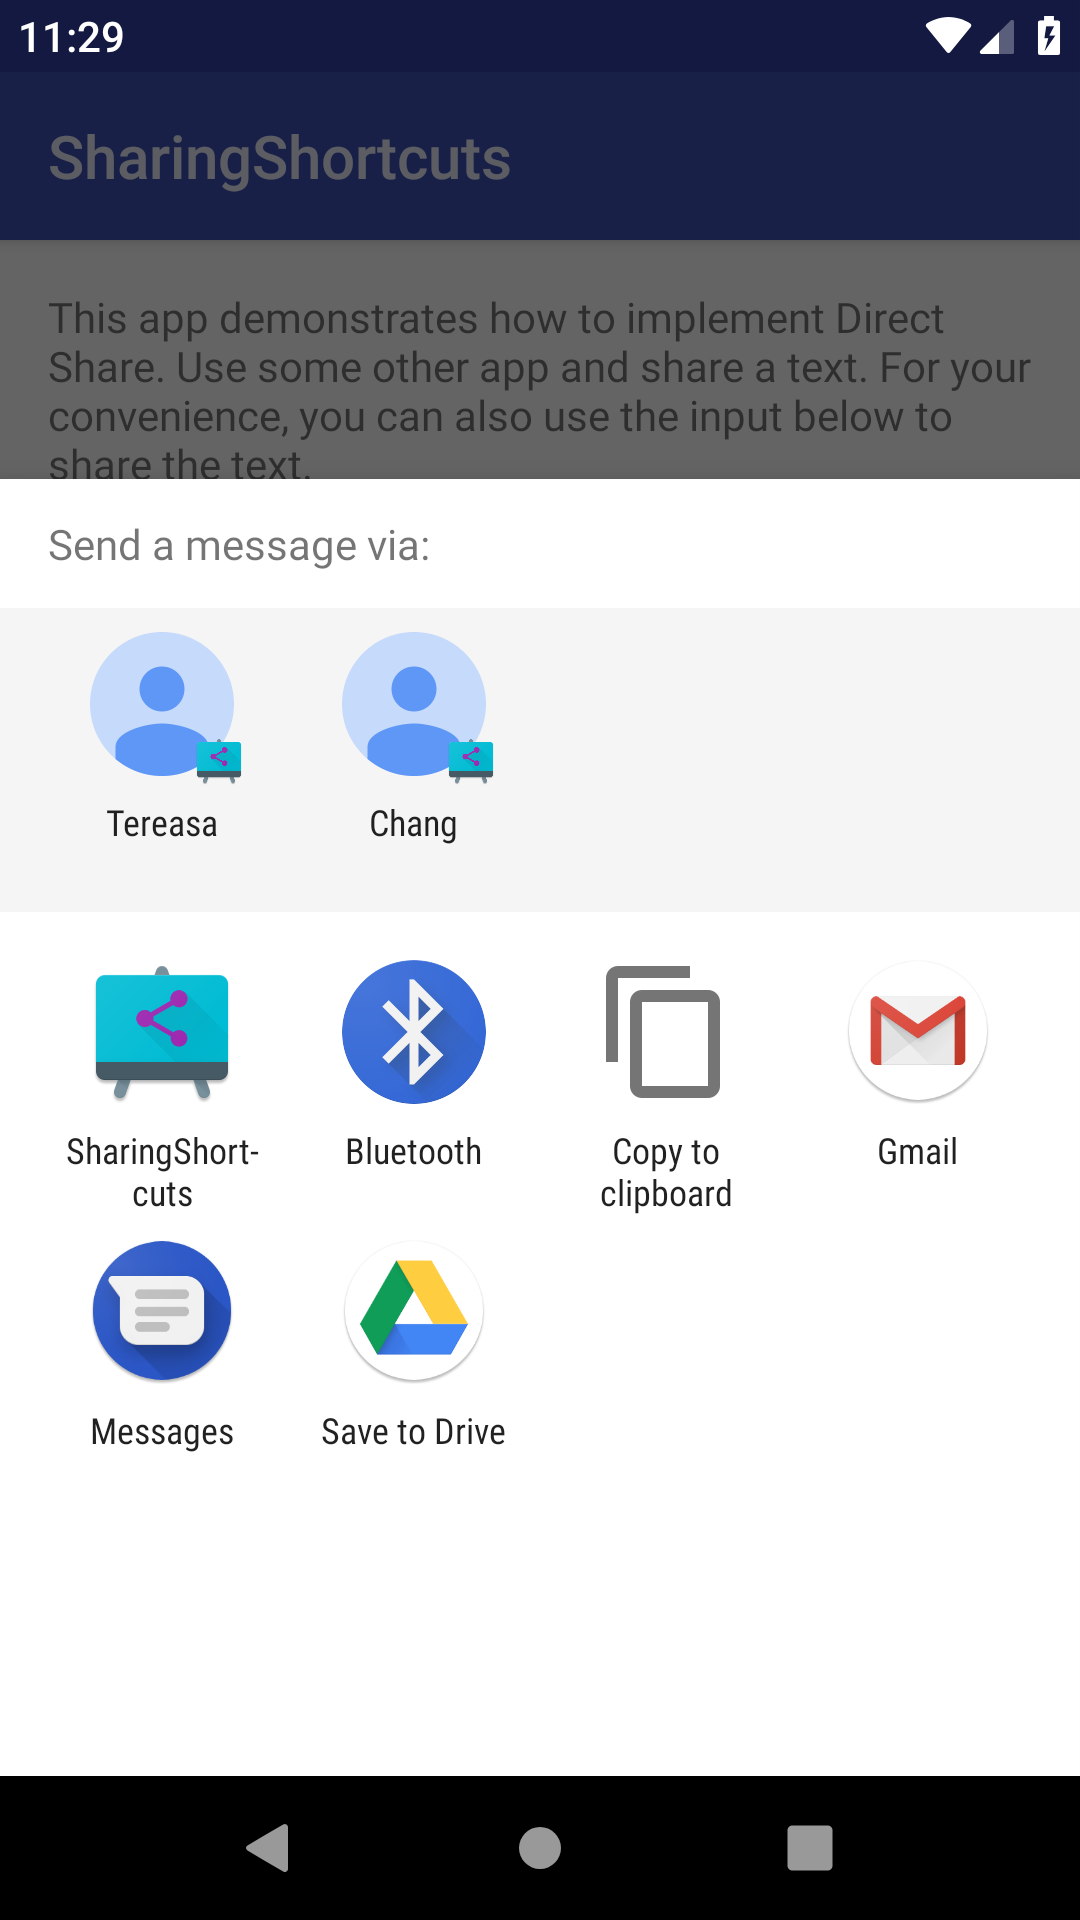 11:29
SharingShortcuts
This app demonstrates how to implement Direct
Share. Use some other app and share a text. For your
convenience, you can also use the input below to
share the text.
Send a message via:
Tereasa
Chang
SharingShort-
cuts
Bluetooth
Copy to
clipboard
Gmail
Messages
Save to Drive